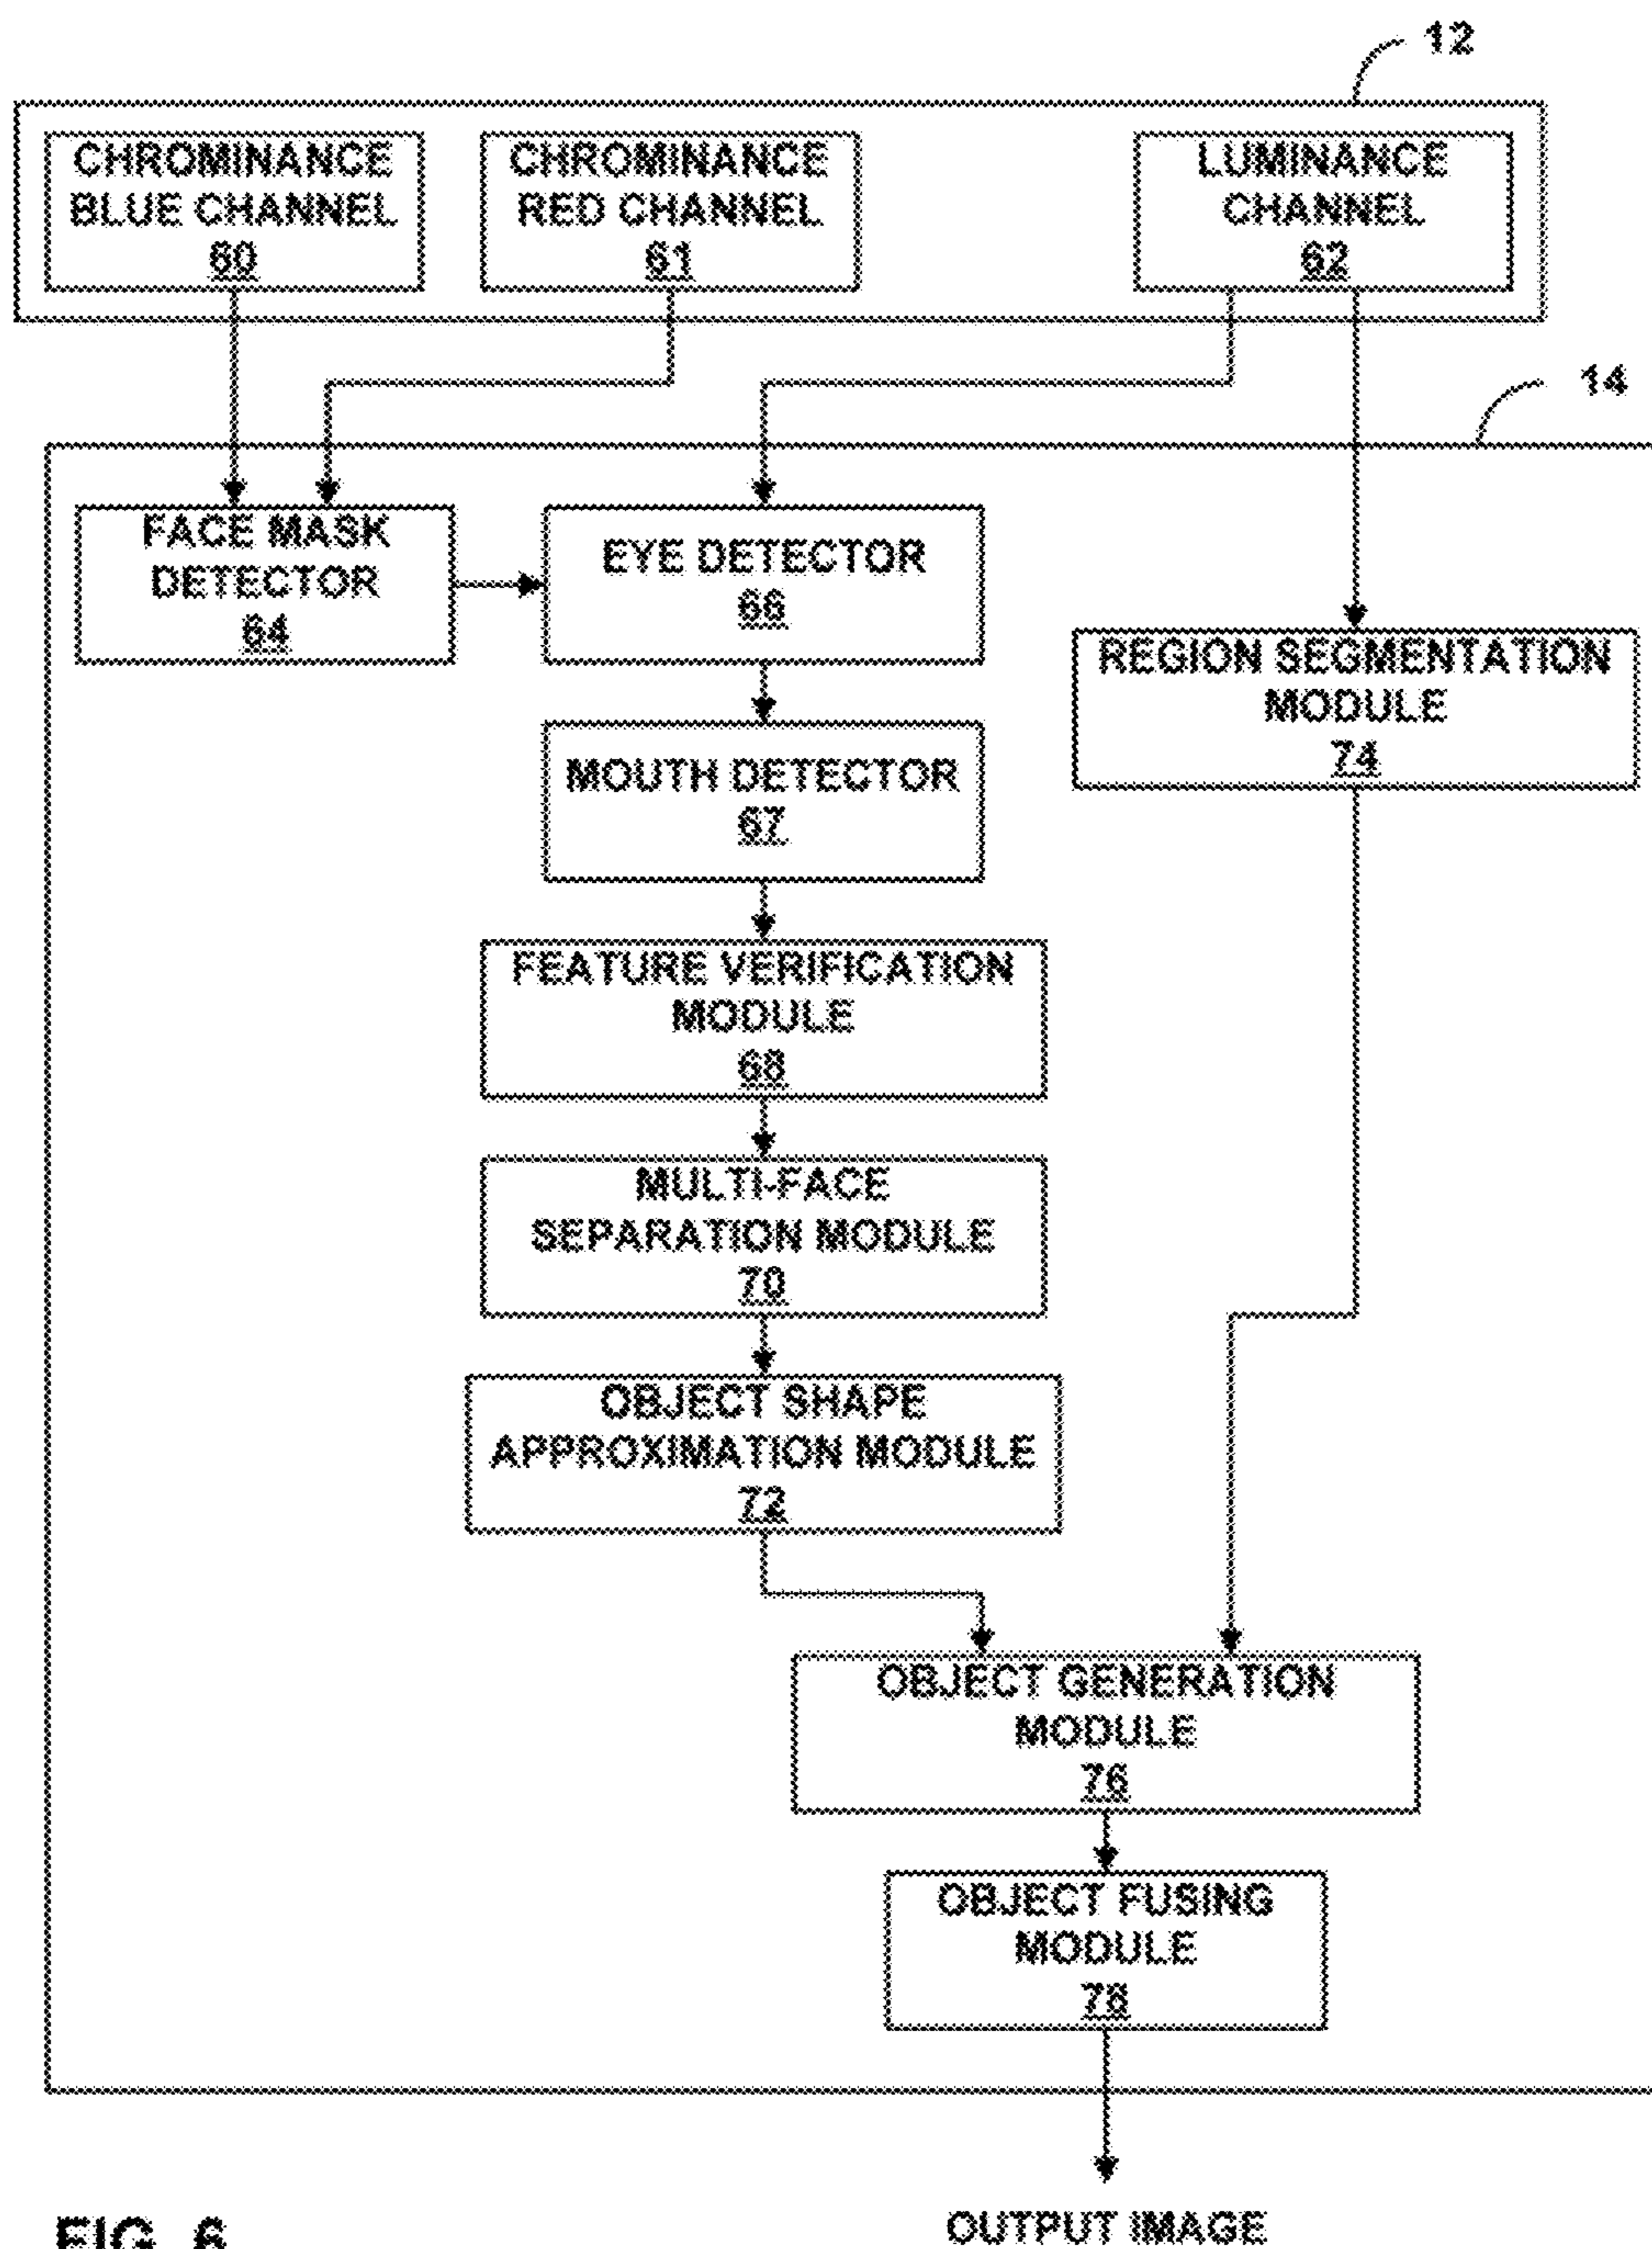 12
CHROMINANCE
BLUE CHANNEL
60
CHROMINANCE
RED CHANNEL
61
LUMINANCE
CHANNEL
62
14
FACE MASK
DETECTOR
64
EYE DETECTOR
66
REGION SEGMENTATION
MODULE
74
MOUTH DETECTOR
67
FEATURE VERIFICATION
MODULE
68
MULTI-FACE
SEPARATION MODULE
70
OBJECT SHAPE
APPROXIMATION MODULE
72
OBJECT GENERATION
MODULE
76
OBJECT FUSING
MODULE
78
OUTPUT IMAGE
FIG. 6